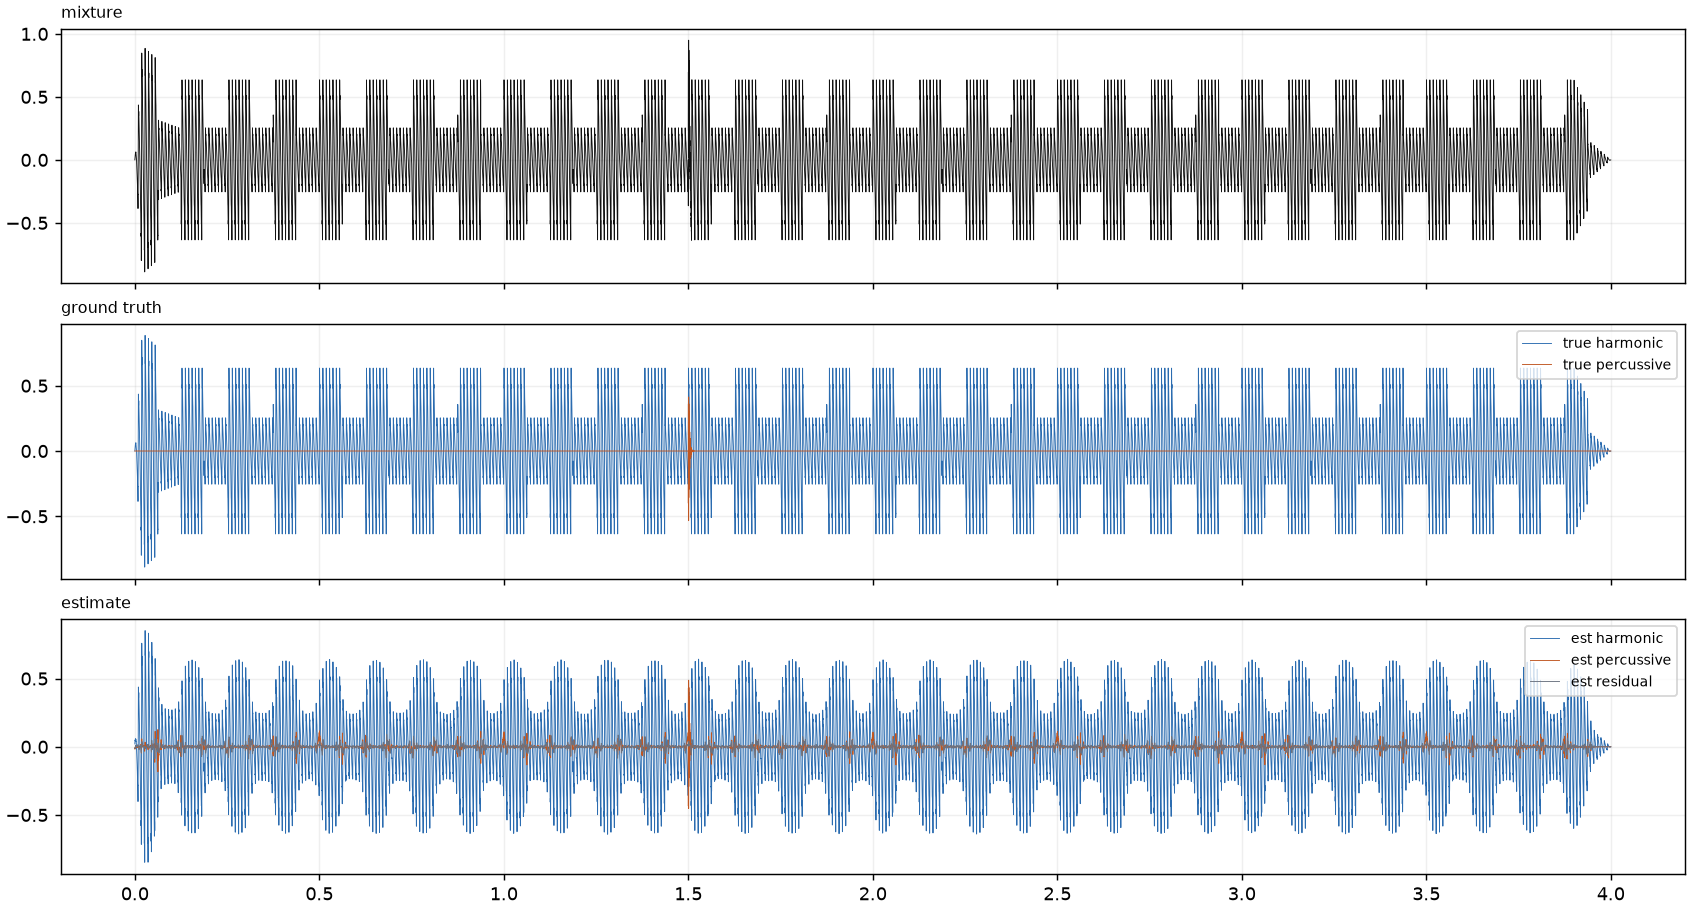 mixture
1.0
0.5
0.0
−0.5
ground truth
true harmonic
true percussive
0.5
0.0
−0.5
estimate
est harmonic
est percussive
est residual
0.5
0.0
−0.5
0.0 0.5 1.0 1.5 2.0 2.5 3.0 3.5 4.0